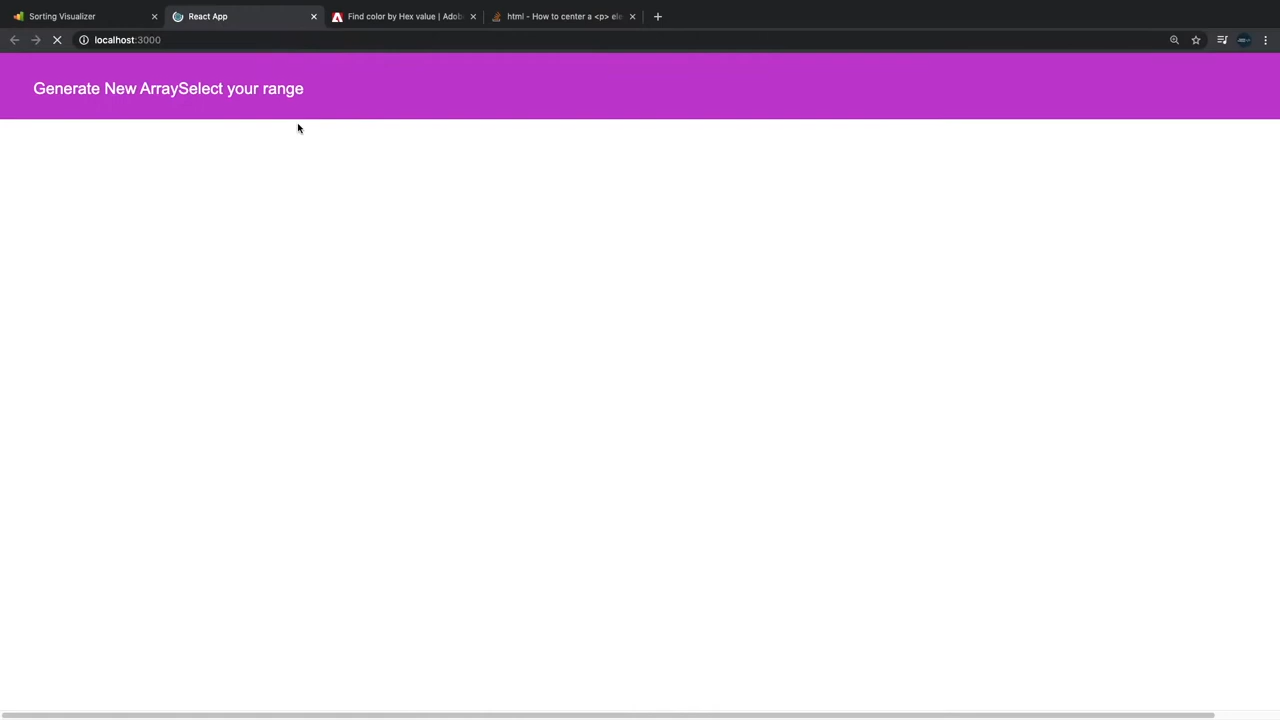 Sorting Visualizer
React App
Find color by Hex value | Adob
html - How to center a <p> ele
localhost:3000
Generate New ArraySelect your range